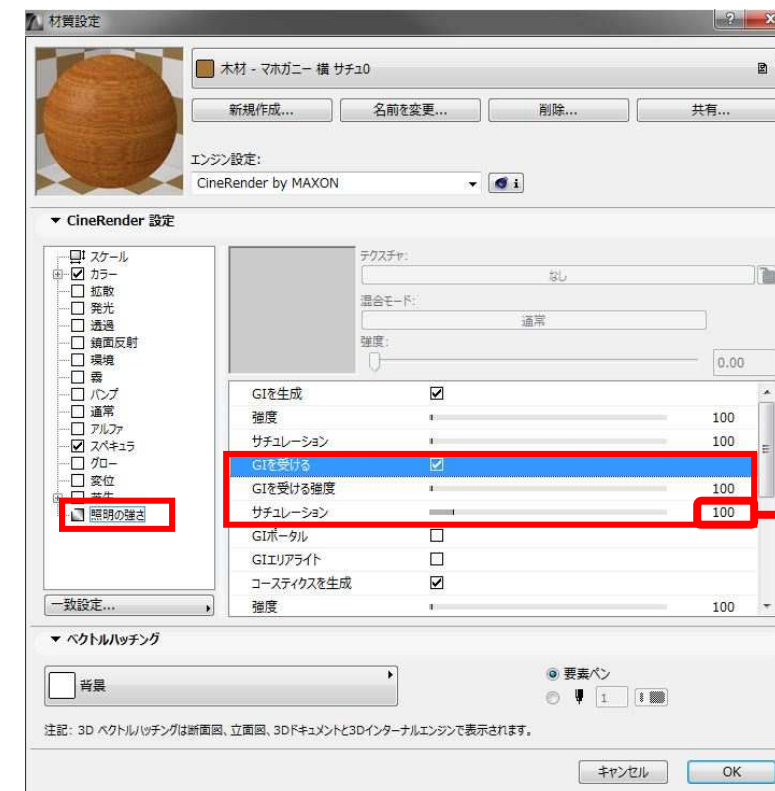 材質設定
木材 - マホガニー 横 サチュ0
新規作成...
名前を変更...
削除...
共有...
エンジン設定:
CineRender by MAXON
i
▼ CineRender 設定
スケール
カラー
拡散
発光
透過
鏡面反射
環境
霧
バンプ
通常
アルファ
スペキュラ
グロー
変位
芝生
照明の強さ
一致設定...
テクスチャ:
なし
混合モード:
通常
強度:
0.00
GIを生成
強度 100
サチュレーション 100
GIを受ける
GIを受ける強度 100
サチュレーション 100
GIポータル
GIエリアライト
コースティクスを生成
強度 100
▼ ベクトルハッチング
背景
要素ペン
1
注記: 3D ベクトルハッチングは断面図、立面図、3Dドキュメントと3Dインターナルエンジンで表示されます。
キャンセル
OK